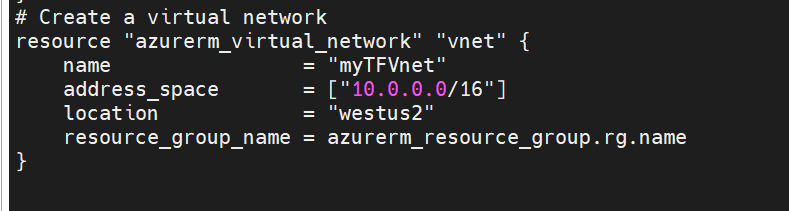 # Create a virtual network
resource "azurerm_virtual_network" "vnet" {
    name                = "myTFVnet"
    address_space       = ["10.0.0.0/16"]
    location            = "westus2"
    resource_group_name = azurerm_resource_group.rg.name
}